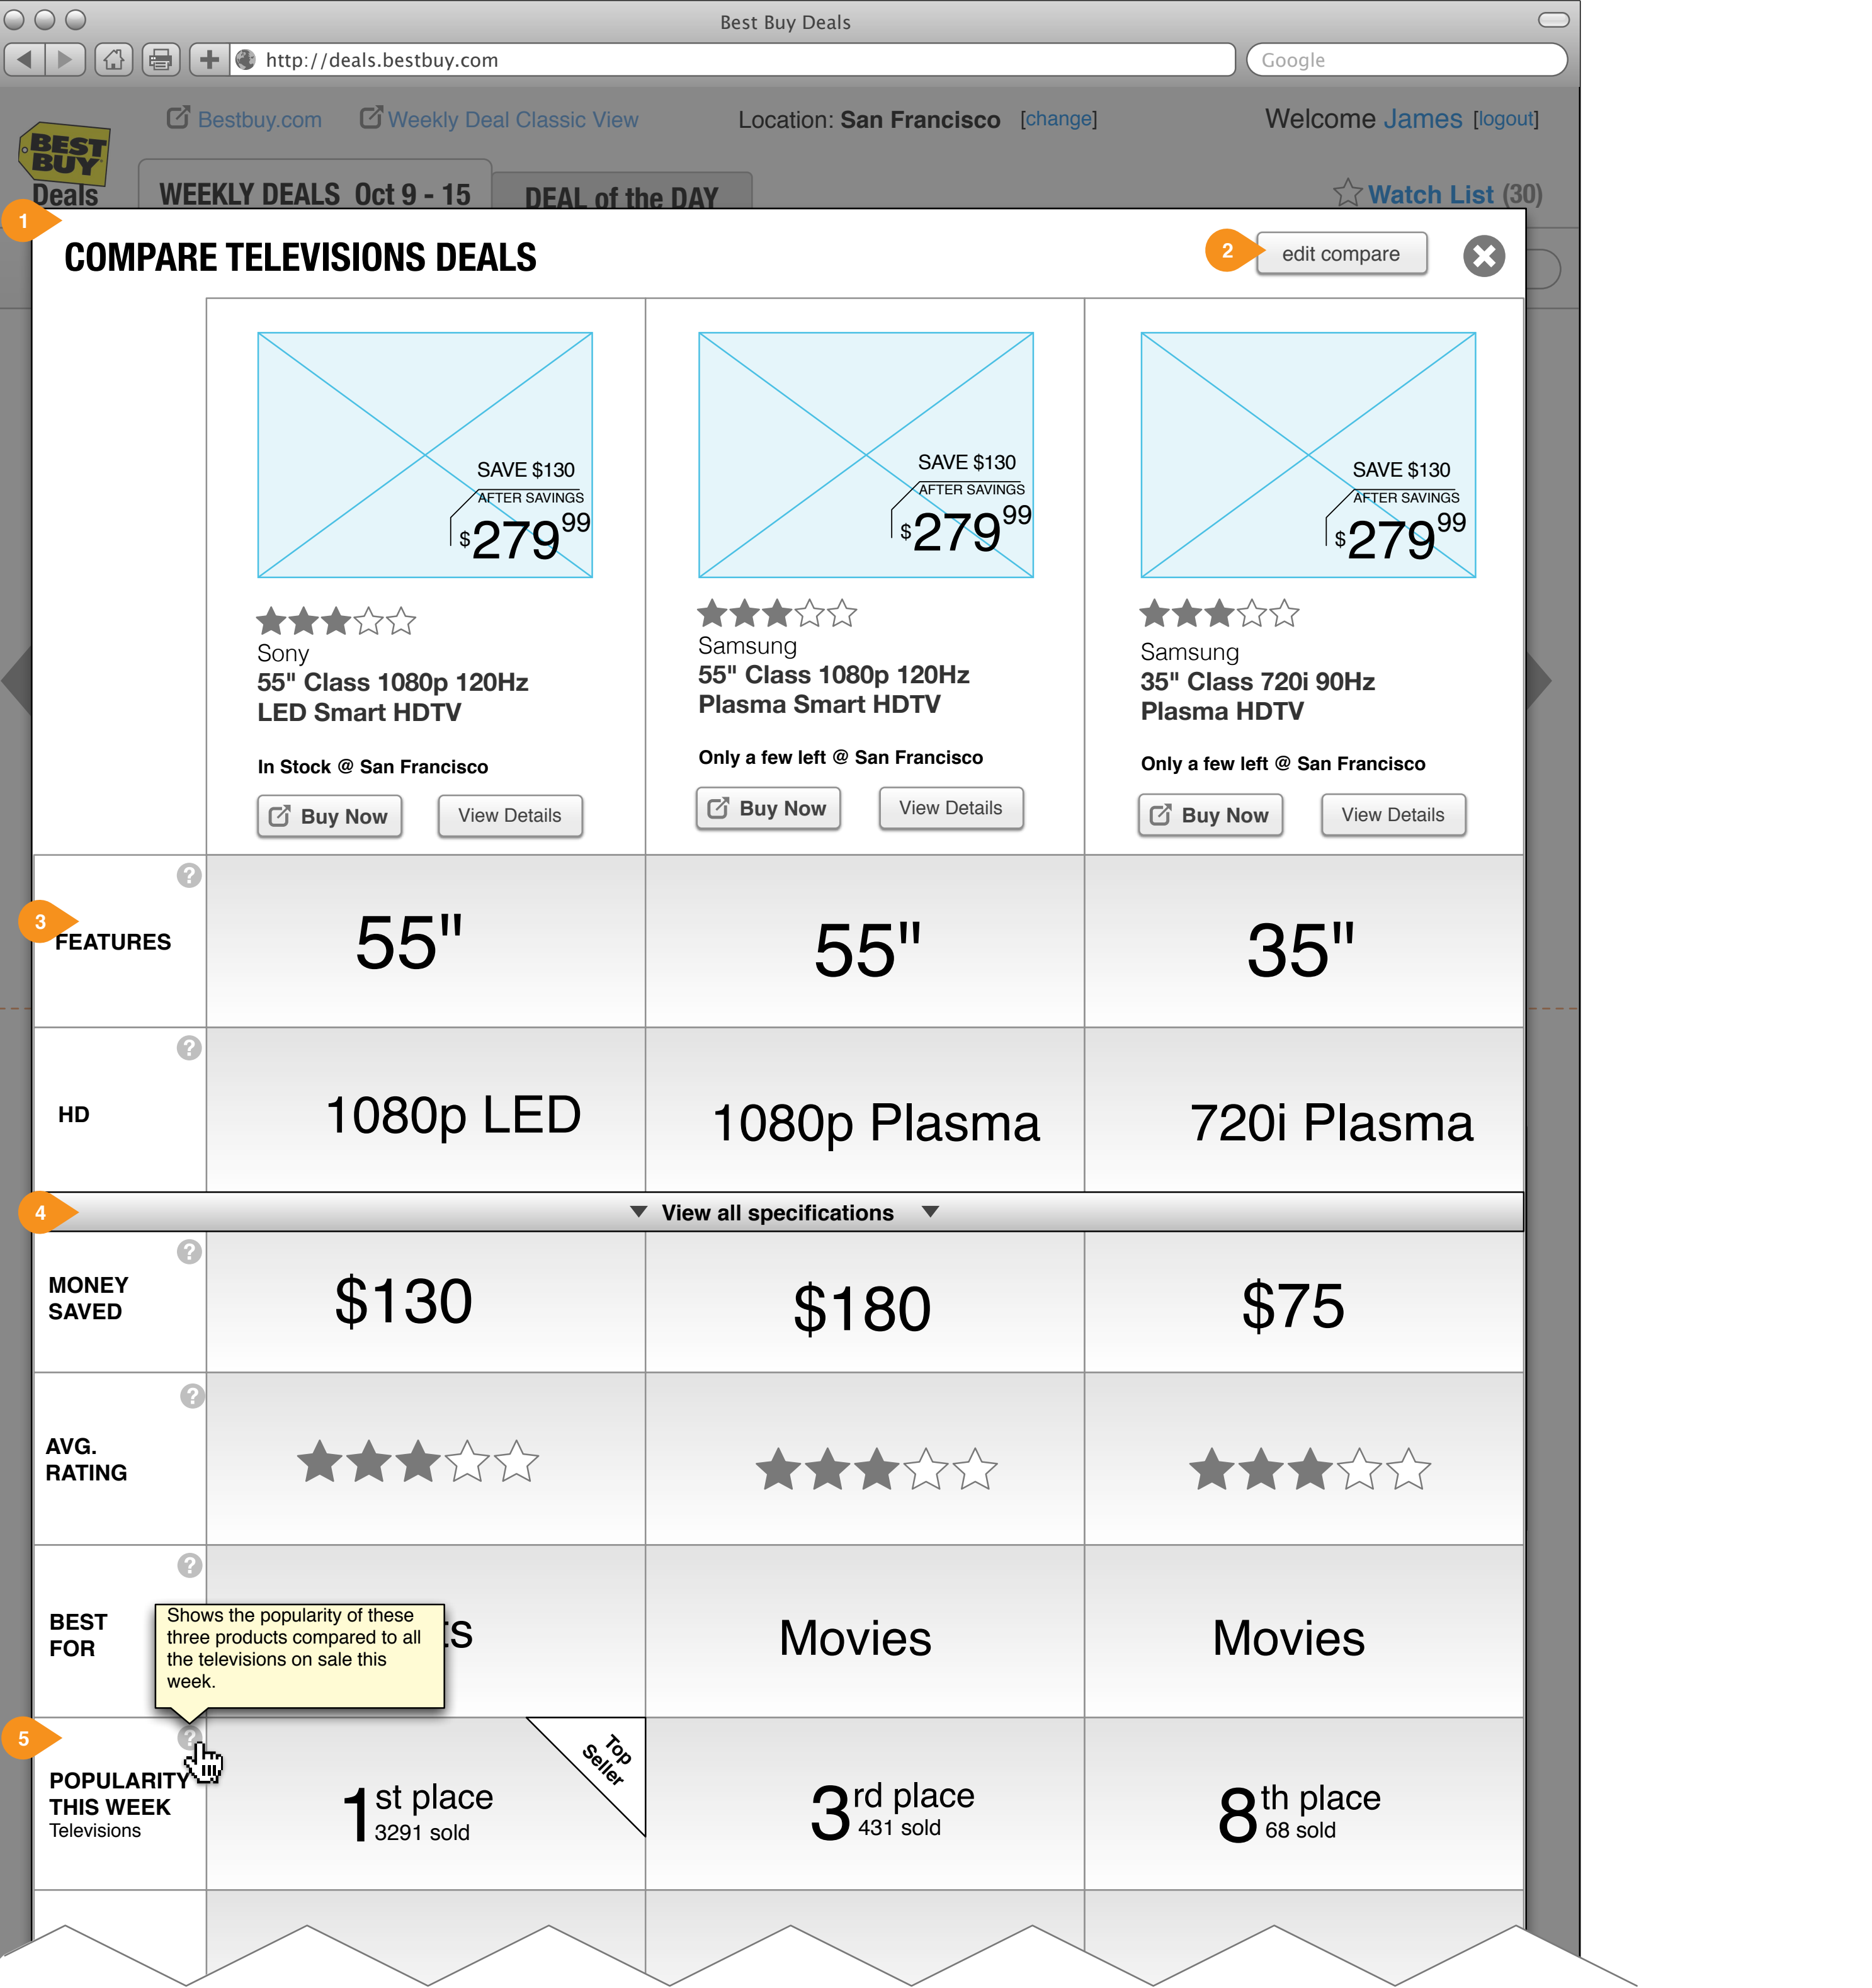 Best Buy Deals
http://deals.bestbuy.com
Google
Bestbuy.com
Weekly Deal Classic View
Location: San Francisco [change]
Welcome James [logout]
BEST
BUY
Deals
WEEKLY DEALS Oct 9 - 15
DEAL of the DAY
Watch List (30)
1
COMPARE TELEVISIONS DEALS
2
edit compare
SAVE $130
AFTER SAVINGS
$279 99
Sony
55" Class 1080p 120Hz
LED Smart HDTV
In Stock @ San Francisco
Buy Now
View Details
SAVE $130
AFTER SAVINGS
$279 99
Samsung
55" Class 1080p 120Hz
Plasma Smart HDTV
Only a few left @ San Francisco
Buy Now
View Details
SAVE $130
AFTER SAVINGS
$279 99
Samsung
35" Class 720i 90Hz
Plasma HDTV
Only a few left @ San Francisco
Buy Now
View Details
?
3
FEATURES
55"
55"
35"
?
HD
1080p LED
1080p Plasma
720i Plasma
4
View all specifications
?
MONEY
SAVED
$130
$180
$75
?
AVG.
RATING
?
BEST
FOR
Movies
Movies
Shows the popularity of these
three products compared to all
the televisions on sale this
week.
5
?
POPULARITY
THIS WEEK
Televisions
1st place
3291 sold
Top
Seller
3rd place
431 sold
8th place
68 sold